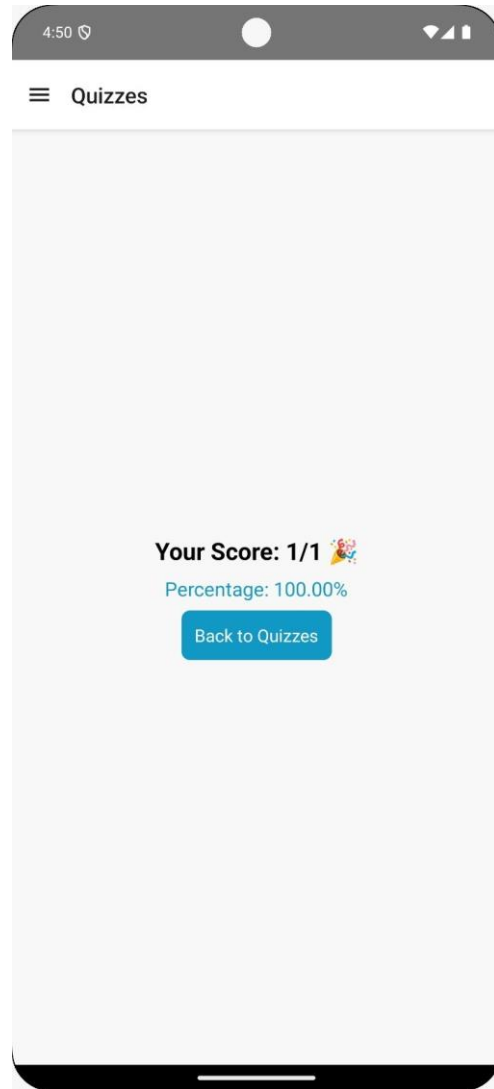 4:50
Quizzes
Your Score: 1/1 🎉
Percentage: 100.00%
Back to Quizzes